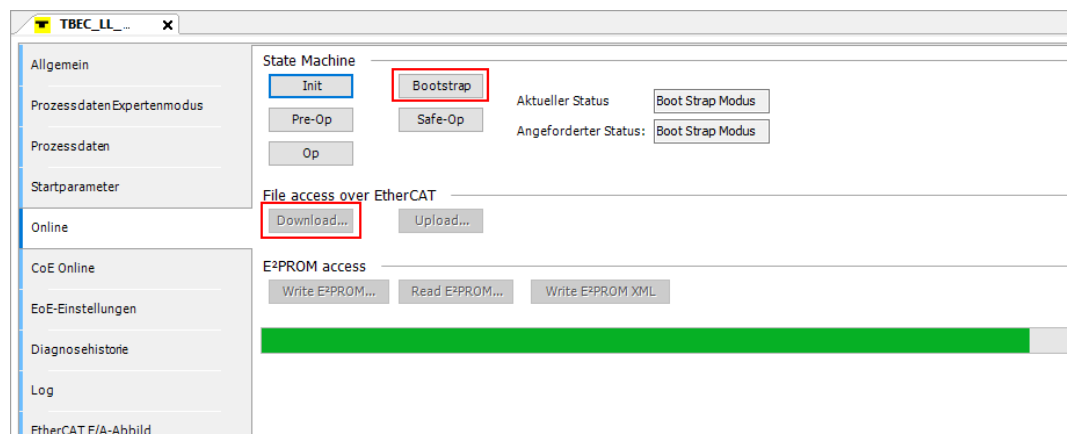 TBEC_LL_...
Allgemein
Prozessdaten Expertenmodus
Prozessdaten
Startparameter
Online
CoE Online
EoE-Einstellungen
Diagnosehistorie
Log
EtherCAT E/A-Abbild
State Machine
Init
Bootstrap
Pre-Op
Safe-Op
Op
Aktueller Status
Boot Strap Modus
Angeforderter Status:
Boot Strap Modus
File access over EtherCAT
Download...
Upload...
E²PROM access
Write E²PROM...
Read E²PROM...
Write E²PROM XML